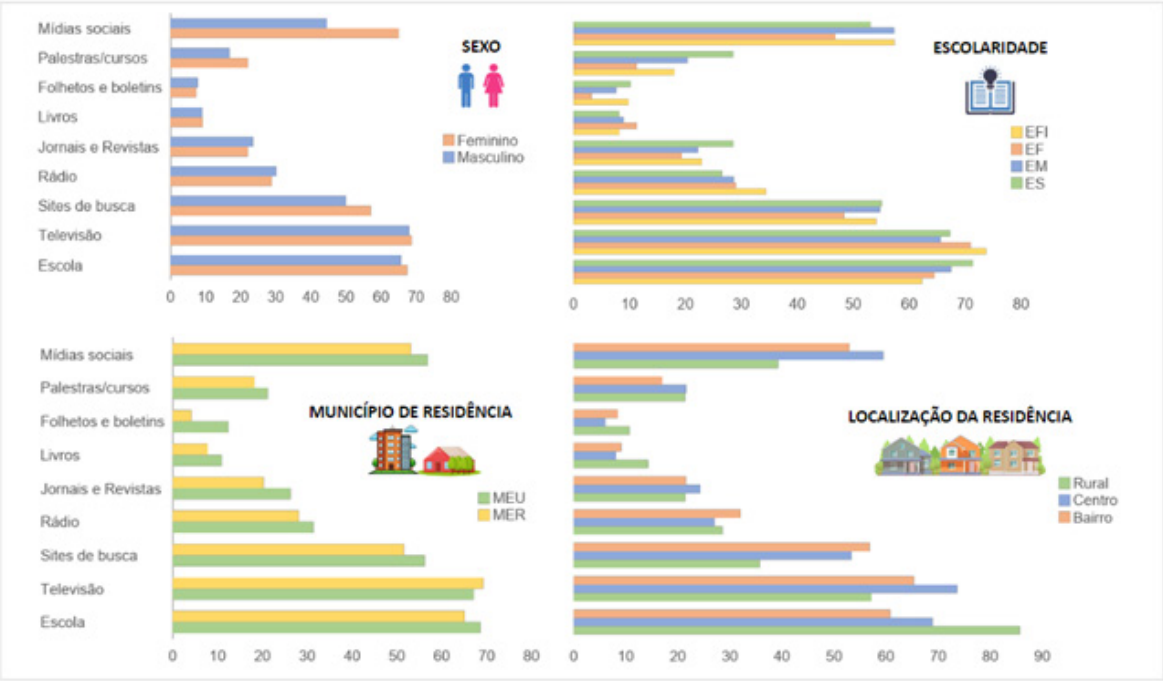 SEXO
Mídias sociais
Palestras/cursos
Folhetos e boletins
Livros
Jornais e Revistas
Rádio
Sites de busca
Televisão
Escola
Feminino
Masculino
0 10 20 30 40 50 60 70 80
ESCOLARIDADE
EFI
EF
EM
ES
0 10 20 30 40 50 60 70 80
MUNICÍPIO DE RESIDÊNCIA
Mídias sociais
Palestras/cursos
Folhetos e boletins
Livros
Jornais e Revistas
Rádio
Sites de busca
Televisão
Escola
MEU
MER
0 10 20 30 40 50 60 70 80
LOCALIZAÇÃO DA RESIDÊNCIA
Rural
Centro
Bairro
0 10 20 30 40 50 60 70 80 90